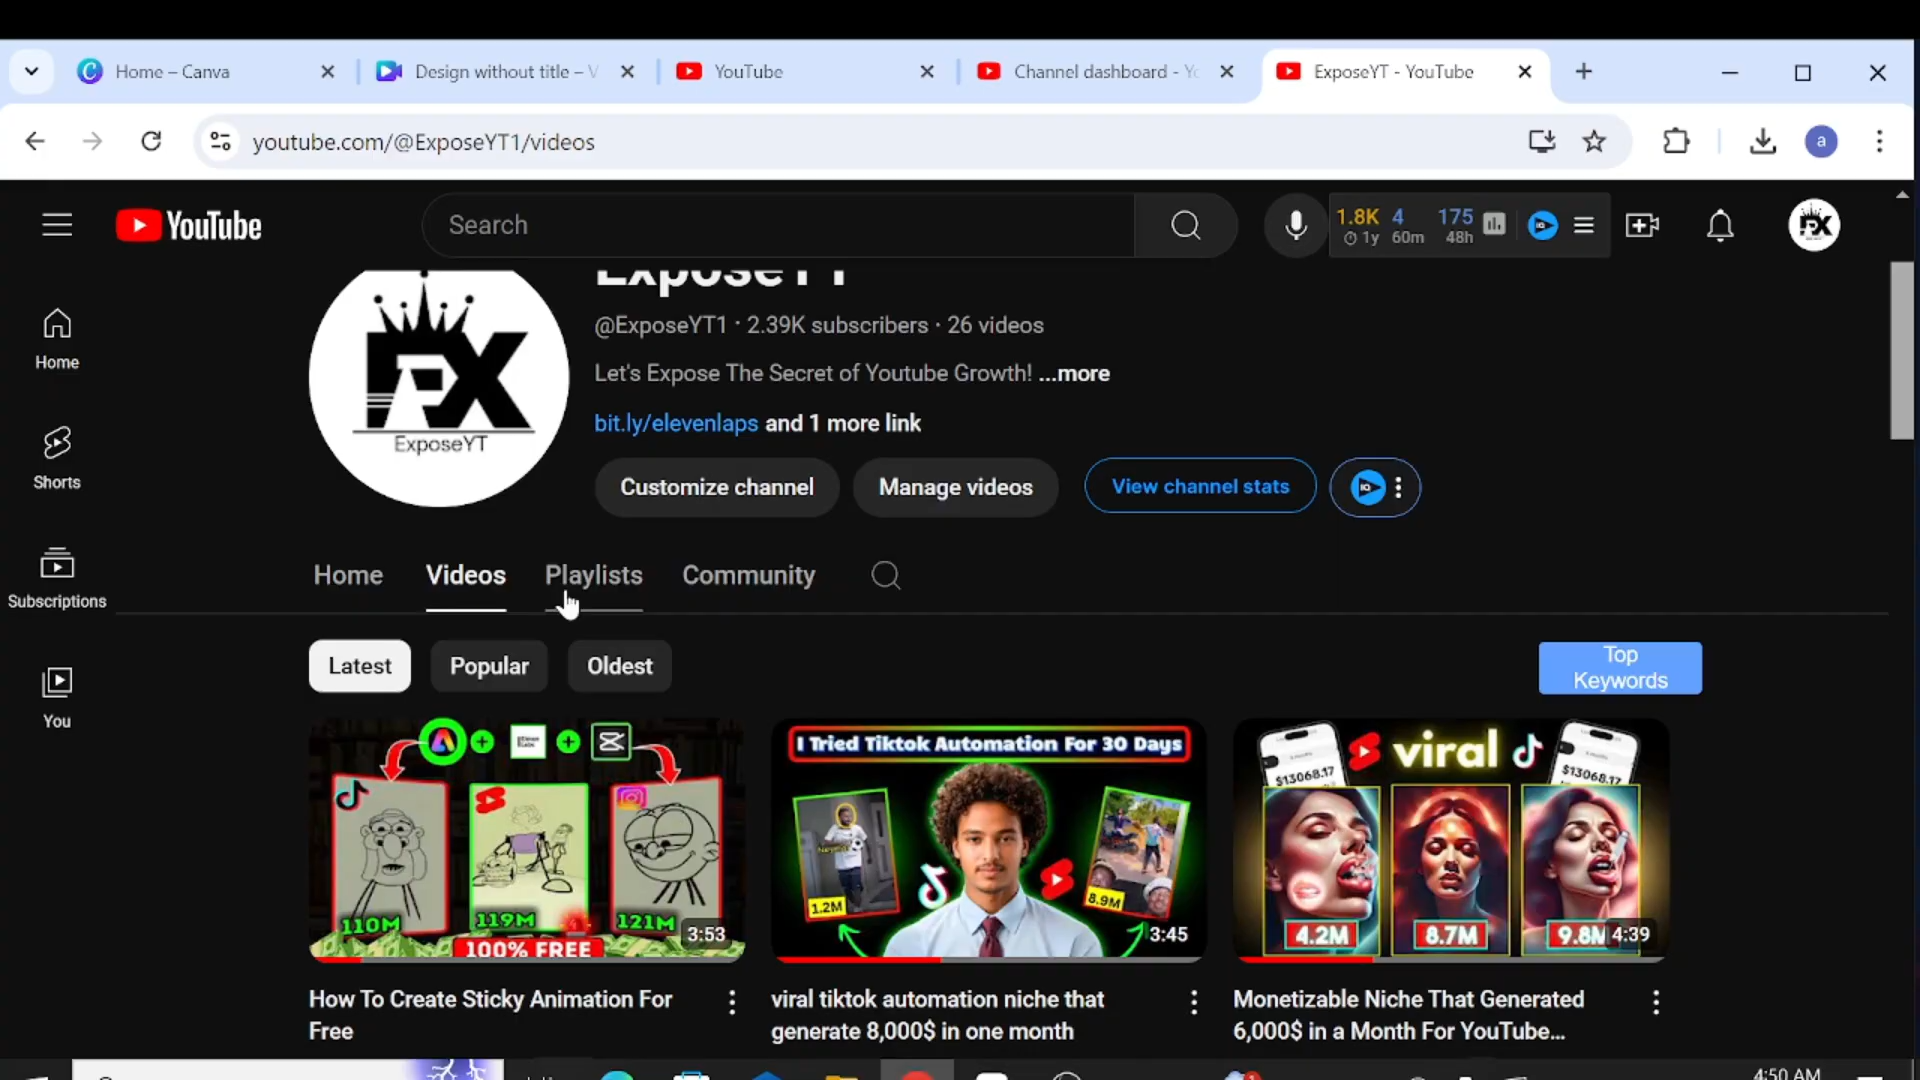 Home – Canva
Design without title – V
YouTube
Channel dashboard - Yo
ExposeYT - YouTube
youtube.com/@ExposeYT1/videos
YouTube
Search
1.8K 4 175
1y 60m 48h
FX
Home
Shorts
Subscriptions
You
ExposeYT
FX
ExposeYT
@ExposeYT1 · 2.39K subscribers · 26 videos
Let's Expose The Secret of Youtube Growth! ...more
bit.ly/elevenlaps and 1 more link
Customize channel
Manage videos
View channel stats
Home
Videos
Playlists
Community
Latest
Popular
Oldest
Top
Keywords
110M
119M
121M
100% FREE
3:53
I Tried Tiktok Automation For 30 Days
1.2M
8.9M
3:45
viral
$13068.17
$13068.17
4.2M
8.7M
9.8M
4:39
How To Create Sticky Animation For
Free
viral tiktok automation niche that
generate 8,000$ in one month
Monetizable Niche That Generated
6,000$ in a Month For YouTube...
4:50 AM